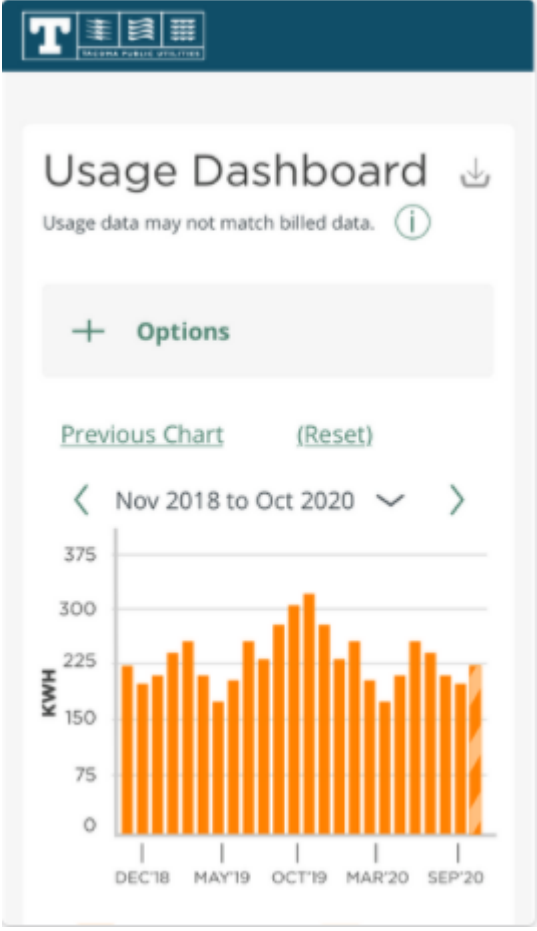 T
TACOMA PUBLIC UTILITIES
Usage Dashboard
Usage data may not match billed data. i
+ Options
Previous Chart (Reset)
Nov 2018 to Oct 2020
375
300
225
150
75
0
KWH
DEC'18 MAY'19 OCT'19 MAR'20 SEP'20